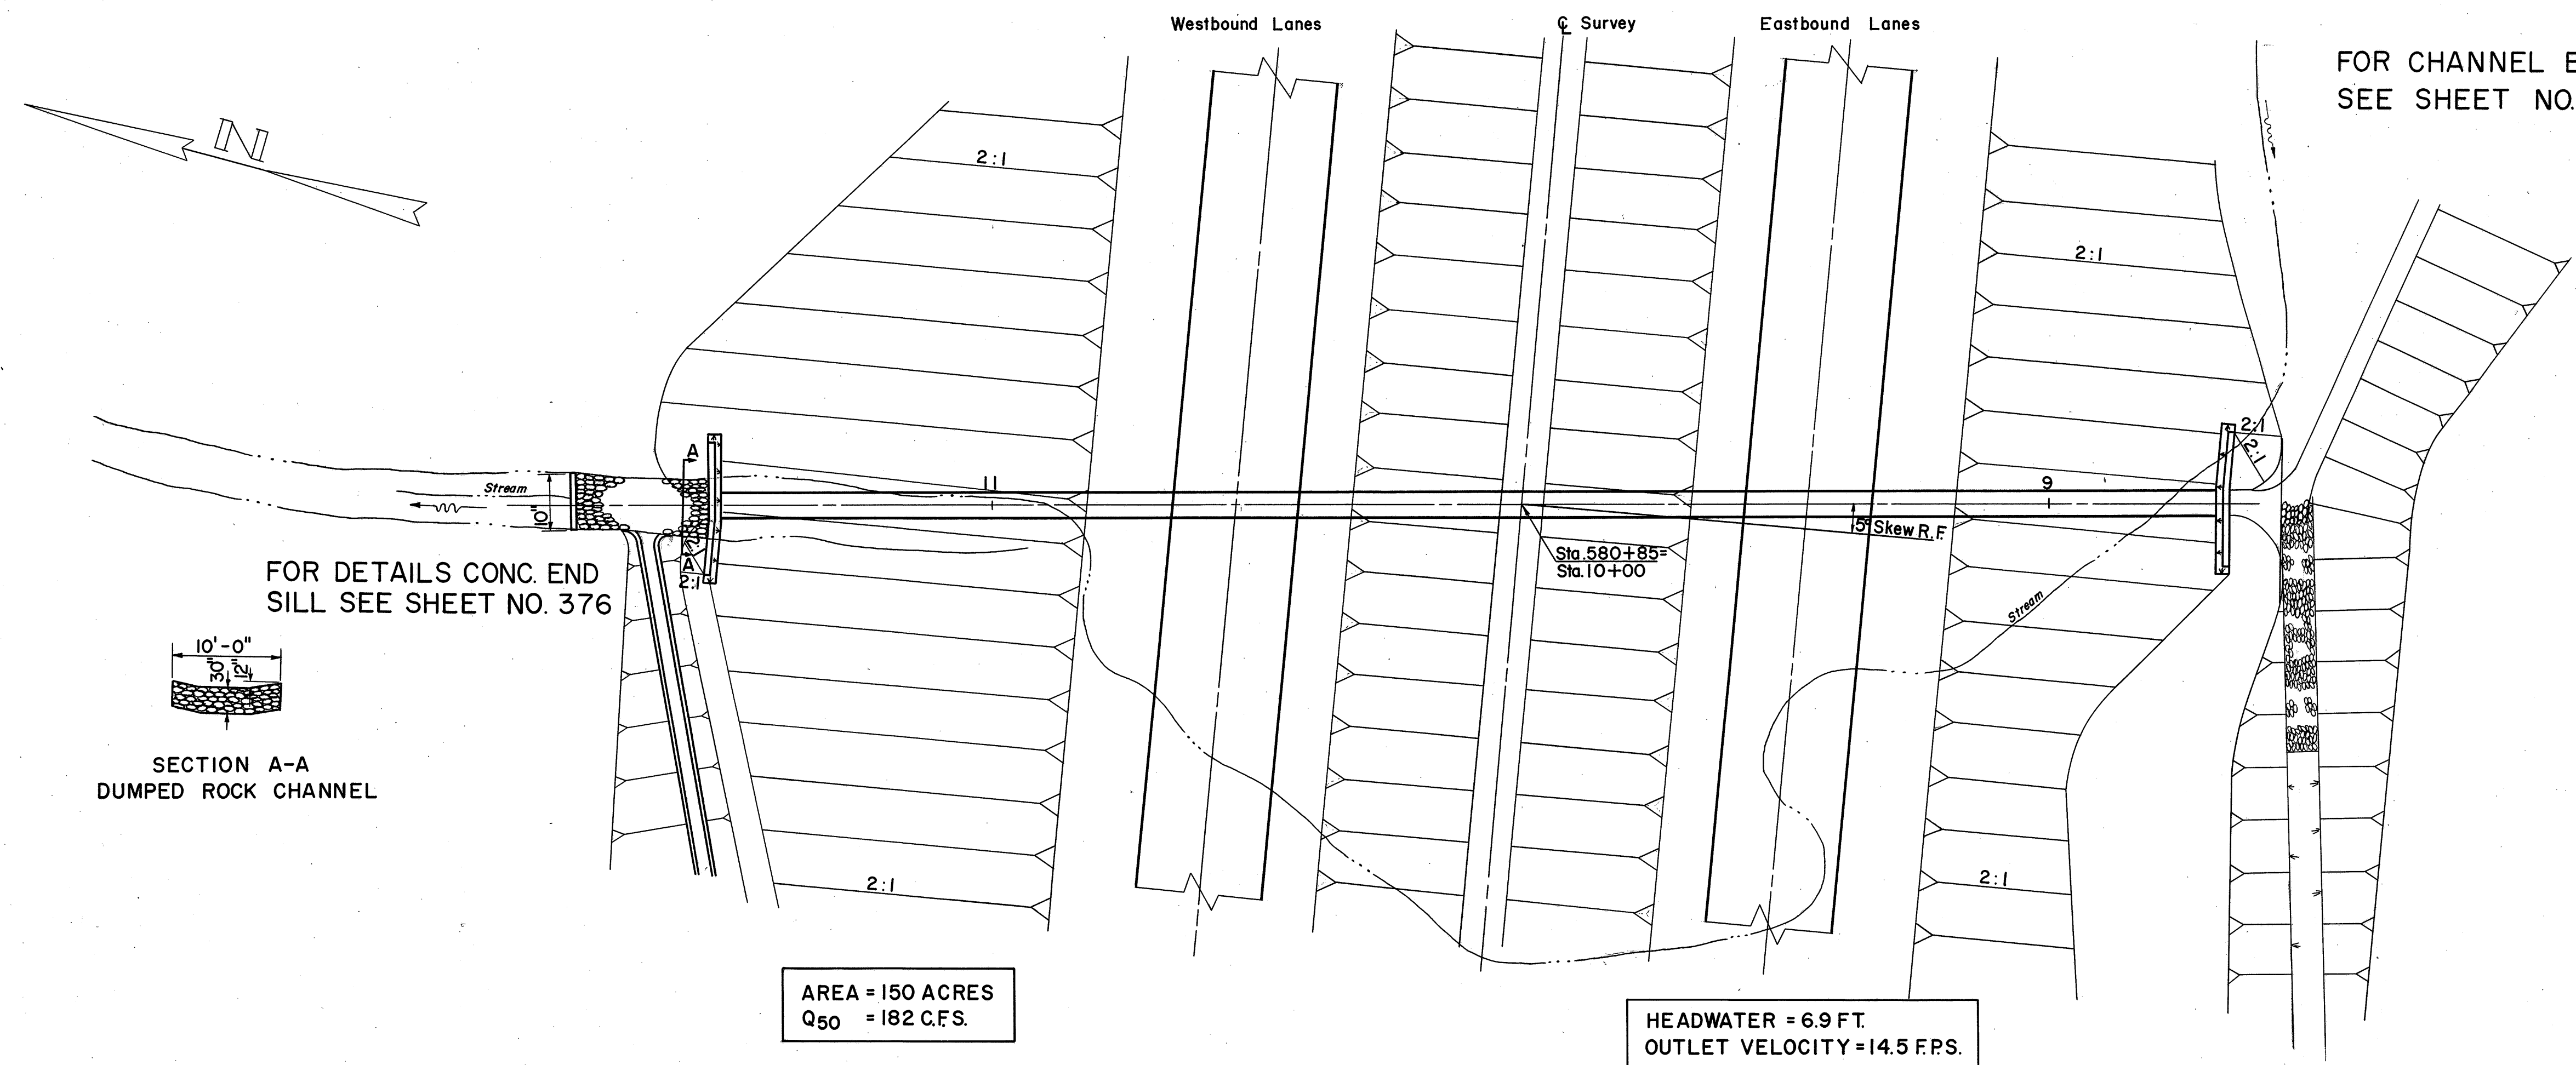 Westbound Lanes
℄ Survey
Eastbound Lanes
FOR CHANNEL
SEE SHEET NO.
N
2:1
2:1
A
11
9
2:1
2:1
Stream
10"
5° Skew R.F.
Sta. 580+85=
Sta. 10+00
A
2:1
2:1
Stream
FOR DETAILS CONC. END
SILL SEE SHEET NO. 376
10'-0"
30"
12"
SECTION A-A
DUMPED ROCK CHANNEL
2:1
2:1
AREA = 150 ACRES
Q50 = 182 C.F.S.
HEADWATER = 6.9 FT.
OUTLET VELOCITY = 14.5 F.P.S.